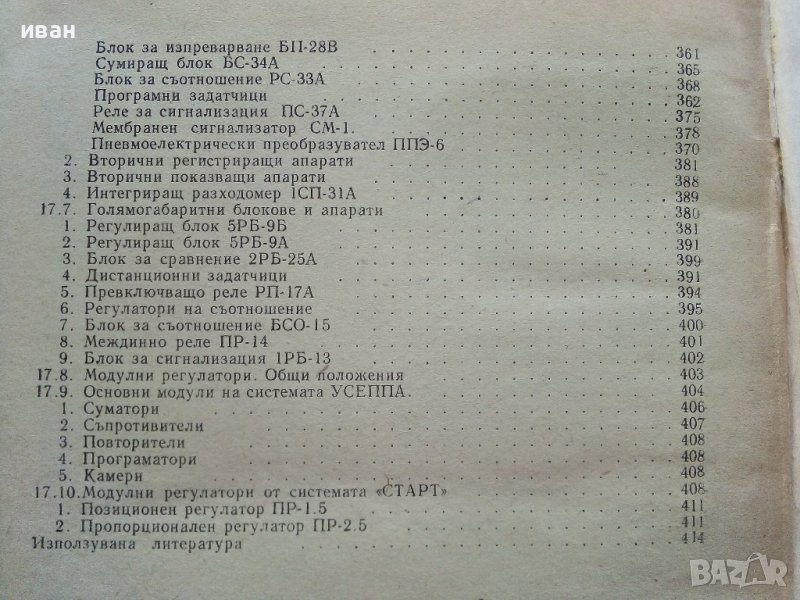 иван
Блок за изпреварване БП-28В . . . . . . . . . 361
Сумиращ блок БС-34А . . . . . . . . . 365
Блок за съотношение РС-33А . . . . . . . . . 368
Програмни задатчици . . . . . . . . . 362
Реле за сигнализация ПС-37А . . . . . . . . . 375
Мембранен сигнализатор СМ-1. . . . . . . . . 378
Пневмоелектрически преобразувател ППЭ-6 . . . . . . . . . 370
2. Вторични регистриращи апарати . . . . . . . . . 381
3. Вторични показващи апарати . . . . . . . . . 388
4. Интегриращ разходомер 1СП-31А . . . . . . . . . 389
17.7. Голямогабаритни блокове и апарати . . . . . . . . . 380
1. Регулиращ блок 5РБ-9Б . . . . . . . . . 381
2. Регулиращ блок 5РБ-9А . . . . . . . . . 391
3. Блок за сравнение 2РБ-25А . . . . . . . . . 399
4. Дистанционни задатчици . . . . . . . . . 391
5. Превключващо реле РП-17А . . . . . . . . . 394
6. Регулатори на съотношение . . . . . . . . . 395
7. Блок за съотношение БСО-15 . . . . . . . . . 400
8. Междинно реле ПР-14 . . . . . . . . . 401
9. Блок за сигнализация 1РБ-13 . . . . . . . . . 402
17.8. Модулни регулатори. Общи положения . . . . . . . . . 403
17.9. Основни модули на системата УСЕППА. . . . . . . . . 404
1. Суматори . . . . . . . . . 406
2. Съпротивители . . . . . . . . . 407
3. Повторители . . . . . . . . . 408
4. Програматори . . . . . . . . . 408
5. Камери . . . . . . . . . 408
17.10. Модулни регулатори от системата «СТАРТ» . . . . . . . . . 408
1. Позиционен регулатор ПР-1.5 . . . . . . . . . 411
2. Пропорционален регулатор ПР-2.5 . . . . . . . . . 411
Използувана литература . . . . . . . . . 414
BAZAR